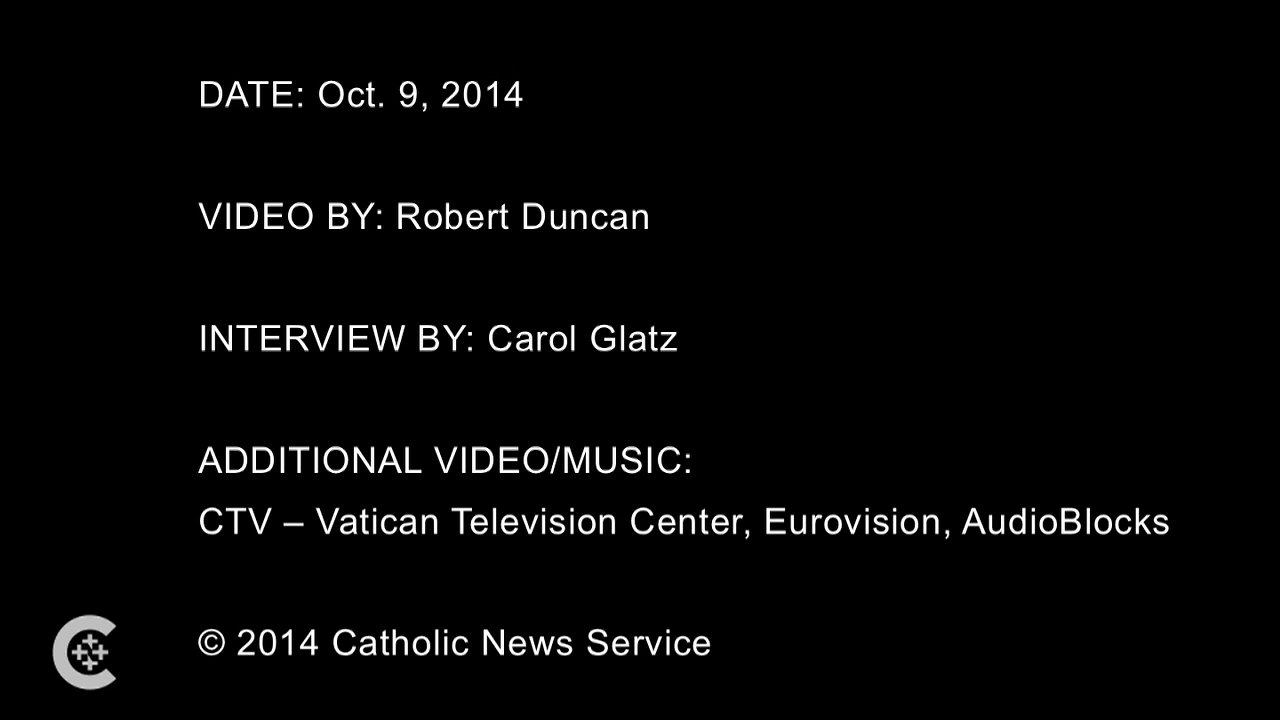 DATE: Oct. 9, 2014
VIDEO BY: Robert Duncan
INTERVIEW BY: Carol Glatz
ADDITIONAL VIDEO/MUSIC:
CTV – Vatican Television Center, Eurovision, AudioBlocks
© 2014 Catholic News Service